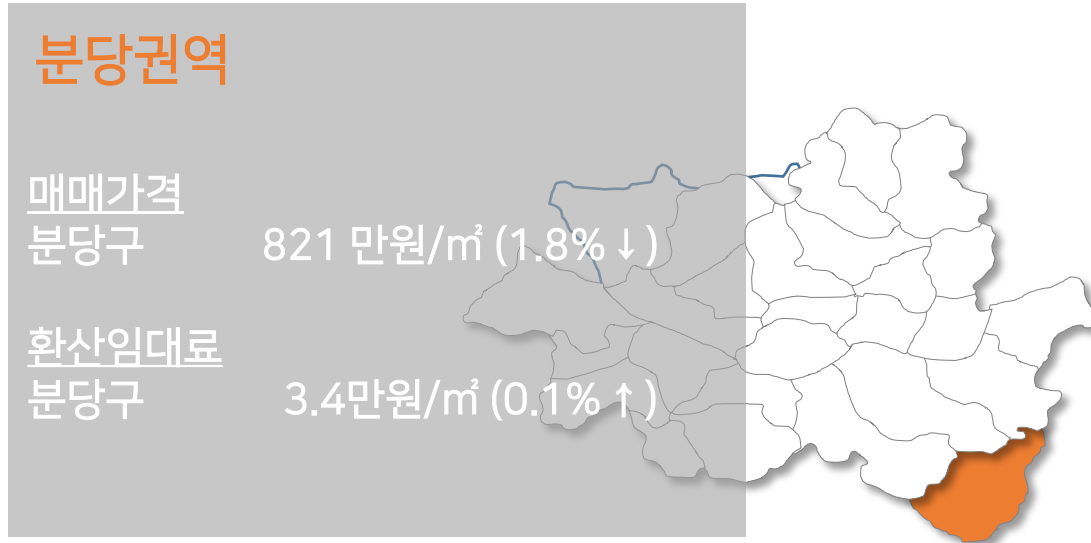 분당권역
매매가격
분당구 821 만원/㎡ (1.8%↓)
환산임대료
분당구 3.4만원/㎡ (0.1%↑)